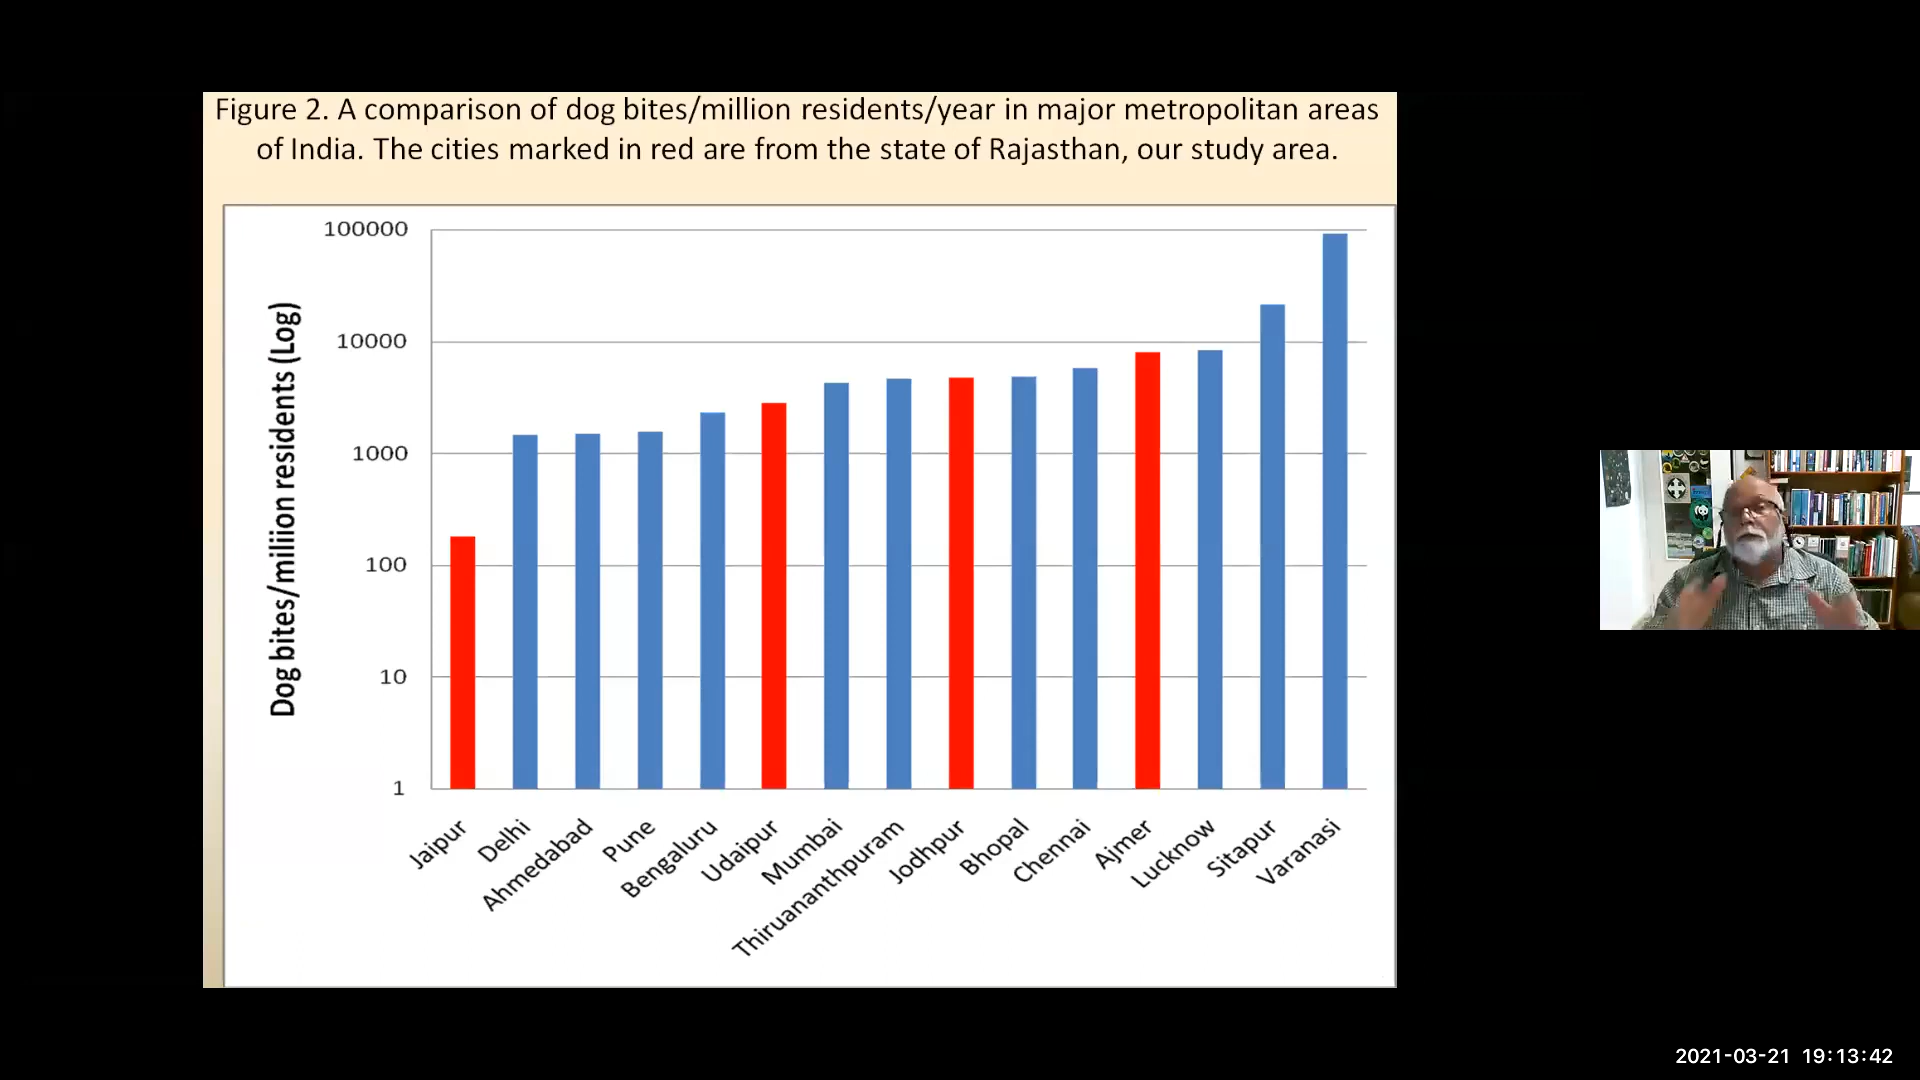 Figure 2. A comparison of dog bites/million residents/year in major metropolitan areas
of India. The cities marked in red are from the state of Rajasthan, our study area.
Dog bites/million residents (Log)
100000
10000
1000
100
10
1
Jaipur
Delhi
Ahmedabad
Pune
Bengaluru
Udaipur
Mumbai
Thiruananthpuram
Jodhpur
Bhopal
Chennai
Ajmer
Lucknow
Sitapur
Varanasi
2021-03-21 19:13:42